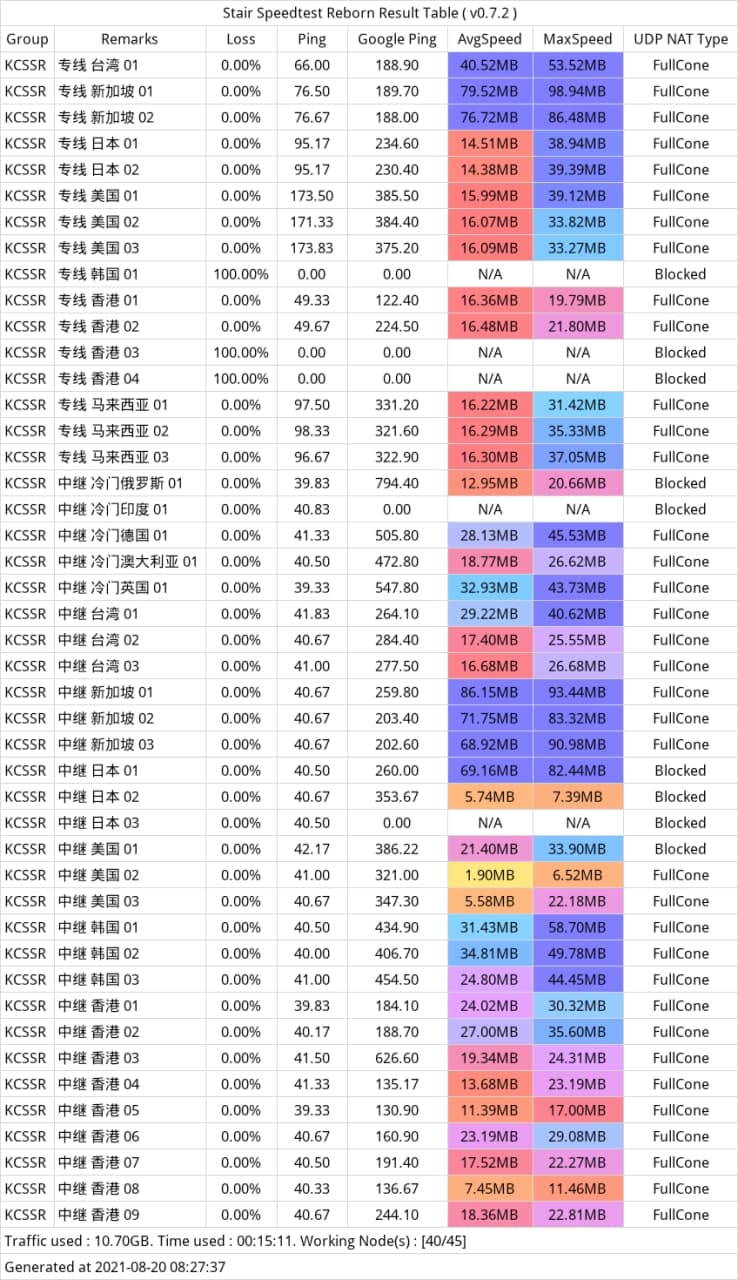 Stair Speedtest Reborn Result Table ( v0.7.2 )
Group Remarks Loss Ping Google Ping AvgSpeed MaxSpeed UDP NAT Type
KCSSR 专线 台湾 01 0.00% 66.00 188.90 40.52MB 53.52MB FullCone
KCSSR 专线 新加坡 01 0.00% 76.50 189.70 79.52MB 98.94MB FullCone
KCSSR 专线 新加坡 02 0.00% 76.67 188.00 76.72MB 86.48MB FullCone
KCSSR 专线 日本 01 0.00% 95.17 234.60 14.51MB 38.94MB FullCone
KCSSR 专线 日本 02 0.00% 95.17 230.40 14.38MB 39.39MB FullCone
KCSSR 专线 美国 01 0.00% 173.50 385.50 15.99MB 39.12MB FullCone
KCSSR 专线 美国 02 0.00% 171.33 384.40 16.07MB 33.82MB FullCone
KCSSR 专线 美国 03 0.00% 173.83 375.20 16.09MB 33.27MB FullCone
KCSSR 专线 韩国 01 100.00% 0.00 0.00 N/A N/A Blocked
KCSSR 专线 香港 01 0.00% 49.33 122.40 16.36MB 19.79MB FullCone
KCSSR 专线 香港 02 0.00% 49.67 224.50 16.48MB 21.80MB FullCone
KCSSR 专线 香港 03 100.00% 0.00 0.00 N/A N/A Blocked
KCSSR 专线 香港 04 100.00% 0.00 0.00 N/A N/A Blocked
KCSSR 专线 马来西亚 01 0.00% 97.50 331.20 16.22MB 31.42MB FullCone
KCSSR 专线 马来西亚 02 0.00% 98.33 321.60 16.29MB 35.33MB FullCone
KCSSR 专线 马来西亚 03 0.00% 96.67 322.90 16.30MB 37.05MB FullCone
KCSSR 中继 冷门俄罗斯 01 0.00% 39.83 794.40 12.95MB 20.66MB Blocked
KCSSR 中继 冷门印度 01 0.00% 40.83 0.00 N/A N/A Blocked
KCSSR 中继 冷门德国 01 0.00% 41.33 505.80 28.13MB 45.53MB FullCone
KCSSR 中继 冷门澳大利亚 01 0.00% 40.50 472.80 18.77MB 26.62MB FullCone
KCSSR 中继 冷门英国 01 0.00% 39.33 547.80 32.93MB 43.73MB FullCone
KCSSR 中继 台湾 01 0.00% 41.83 264.10 29.22MB 40.62MB FullCone
KCSSR 中继 台湾 02 0.00% 40.67 284.40 17.40MB 25.55MB FullCone
KCSSR 中继 台湾 03 0.00% 41.00 277.50 16.68MB 26.68MB FullCone
KCSSR 中继 新加坡 01 0.00% 40.67 259.80 86.15MB 93.44MB FullCone
KCSSR 中继 新加坡 02 0.00% 40.67 203.40 71.75MB 83.32MB FullCone
KCSSR 中继 新加坡 03 0.00% 40.67 202.60 68.92MB 90.98MB FullCone
KCSSR 中继 日本 01 0.00% 40.50 260.00 69.16MB 82.44MB Blocked
KCSSR 中继 日本 02 0.00% 40.67 353.67 5.74MB 7.39MB Blocked
KCSSR 中继 日本 03 0.00% 40.50 0.00 N/A N/A Blocked
KCSSR 中继 美国 01 0.00% 42.17 386.22 21.40MB 33.90MB Blocked
KCSSR 中继 美国 02 0.00% 41.00 321.00 1.90MB 6.52MB FullCone
KCSSR 中继 美国 03 0.00% 40.67 347.30 5.58MB 22.18MB FullCone
KCSSR 中继 韩国 01 0.00% 40.50 434.90 31.43MB 58.70MB FullCone
KCSSR 中继 韩国 02 0.00% 40.00 406.70 34.81MB 49.78MB FullCone
KCSSR 中继 韩国 03 0.00% 41.00 454.50 24.80MB 44.45MB FullCone
KCSSR 中继 香港 01 0.00% 39.83 184.10 24.02MB 30.32MB FullCone
KCSSR 中继 香港 02 0.00% 40.17 188.70 27.00MB 35.60MB FullCone
KCSSR 中继 香港 03 0.00% 41.50 626.60 19.34MB 24.31MB FullCone
KCSSR 中继 香港 04 0.00% 41.33 135.17 13.68MB 23.19MB FullCone
KCSSR 中继 香港 05 0.00% 39.33 130.90 11.39MB 17.00MB FullCone
KCSSR 中继 香港 06 0.00% 40.67 160.90 23.19MB 29.08MB FullCone
KCSSR 中继 香港 07 0.00% 40.50 191.40 17.52MB 22.27MB FullCone
KCSSR 中继 香港 08 0.00% 40.33 136.67 7.45MB 11.46MB FullCone
KCSSR 中继 香港 09 0.00% 40.67 244.10 18.36MB 22.81MB FullCone
Traffic used : 10.70GB. Time used : 00:15:11. Working Node(s) : [40/45]
Generated at 2021-08-20 08:27:37